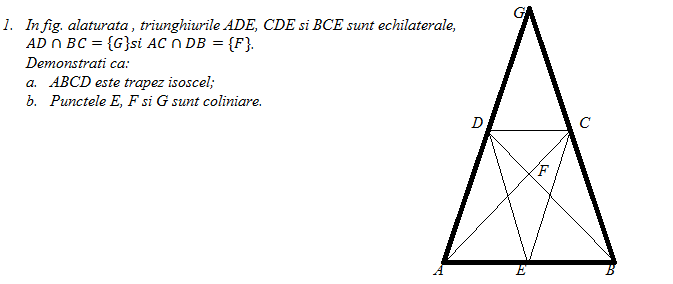 1. In fig. alaturata , triunghiurile ADE, CDE si BCE sunt echilaterale,
AD ∩ BC = {G}si AC ∩ DB = {F}.
Demonstrati ca:
a. ABCD este trapez isoscel;
b. Punctele E, F si G sunt coliniare.
G
D
C
F
A
E
B